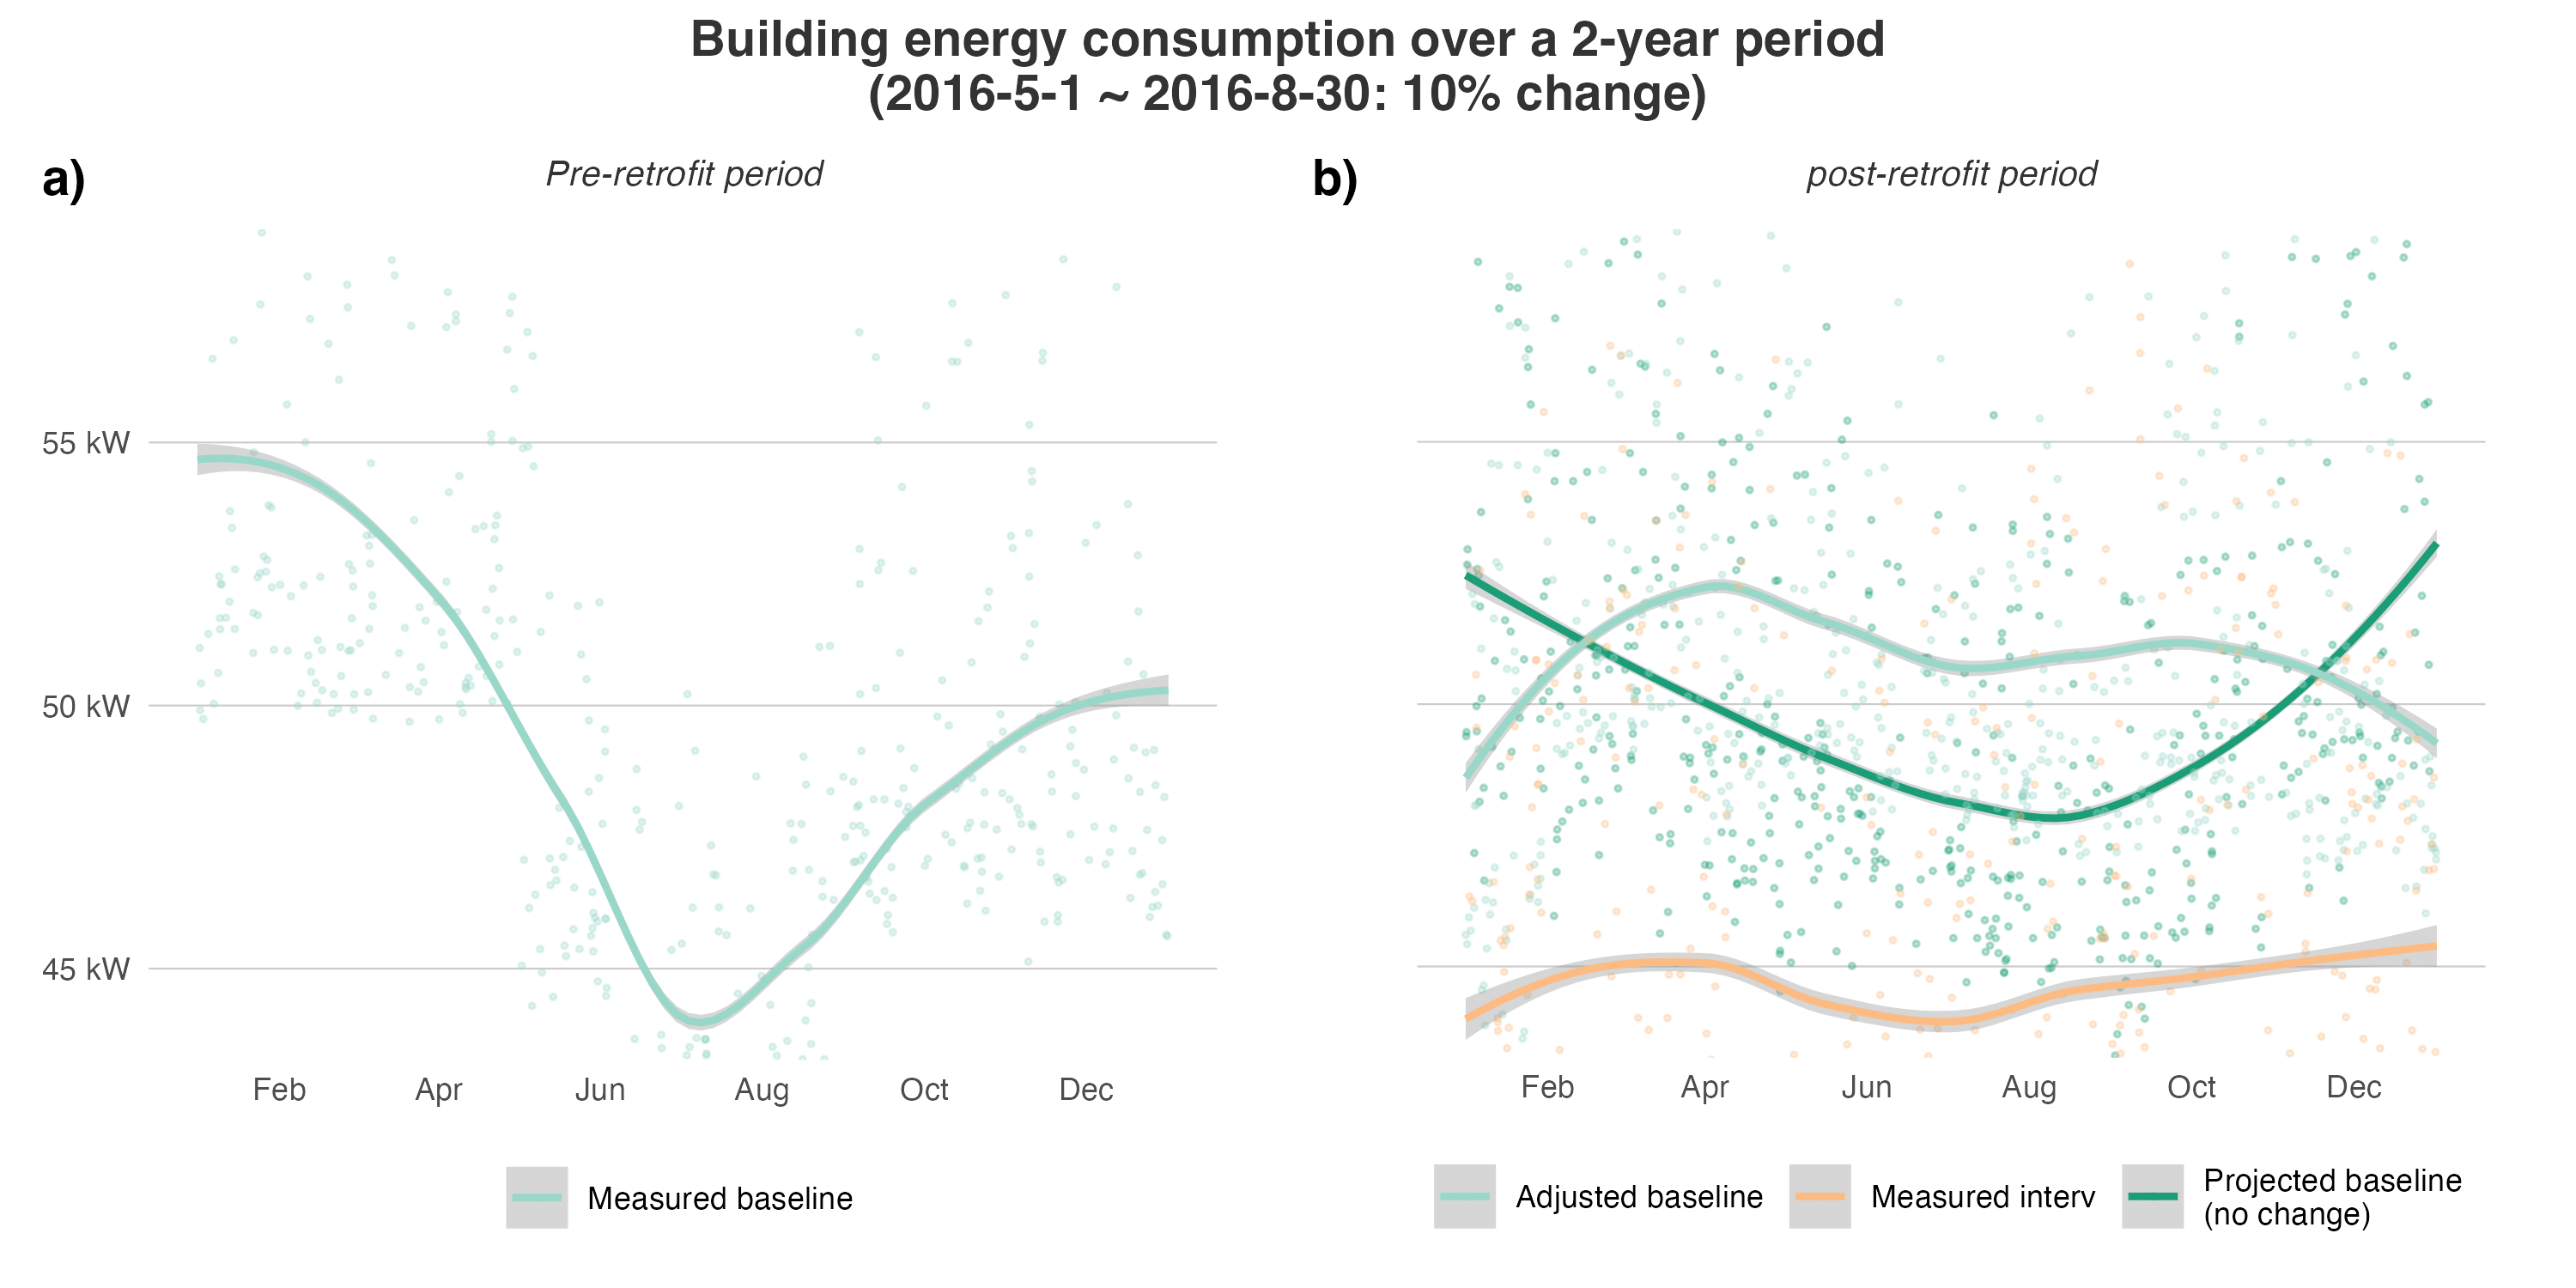 Building energy consumption over a 2-year period
(2016-5-1 ~ 2016-8-30: 10% change)
a)
Pre-retrofit period
55 kW
50 kW
45 kW
Feb Apr Jun Aug Oct Dec
Measured baseline
b)
post-retrofit period
Feb Apr Jun Aug Oct Dec
Adjusted baseline
Measured interv
Projected baseline
(no change)